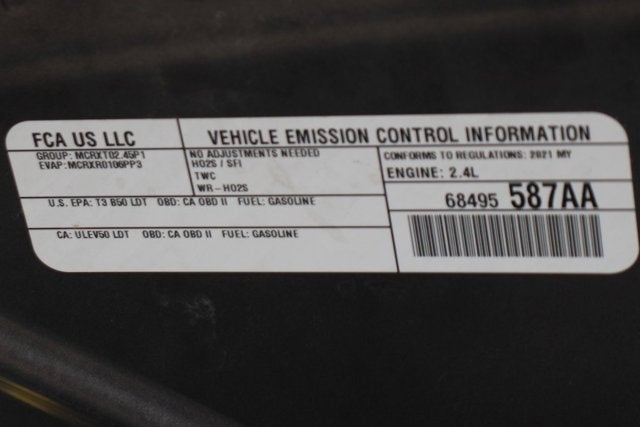 FCA US LLC
VEHICLE EMISSION CONTROL INFORMATION
GROUP: MCRXT02.45P1
EVAP: MCRXR0106PP3
NO ADJUSTMENTS NEEDED
HO2S / SFI
TWC
WR-HO2S
CONFORMS TO REGULATIONS: 2021 MY
ENGINE: 2.4L
U.S. EPA: T3 B50 LDT OBD: CA OBD II FUEL: GASOLINE
68495 587AA
CA: ULEV50 LDT OBD: CA OBD II FUEL: GASOLINE